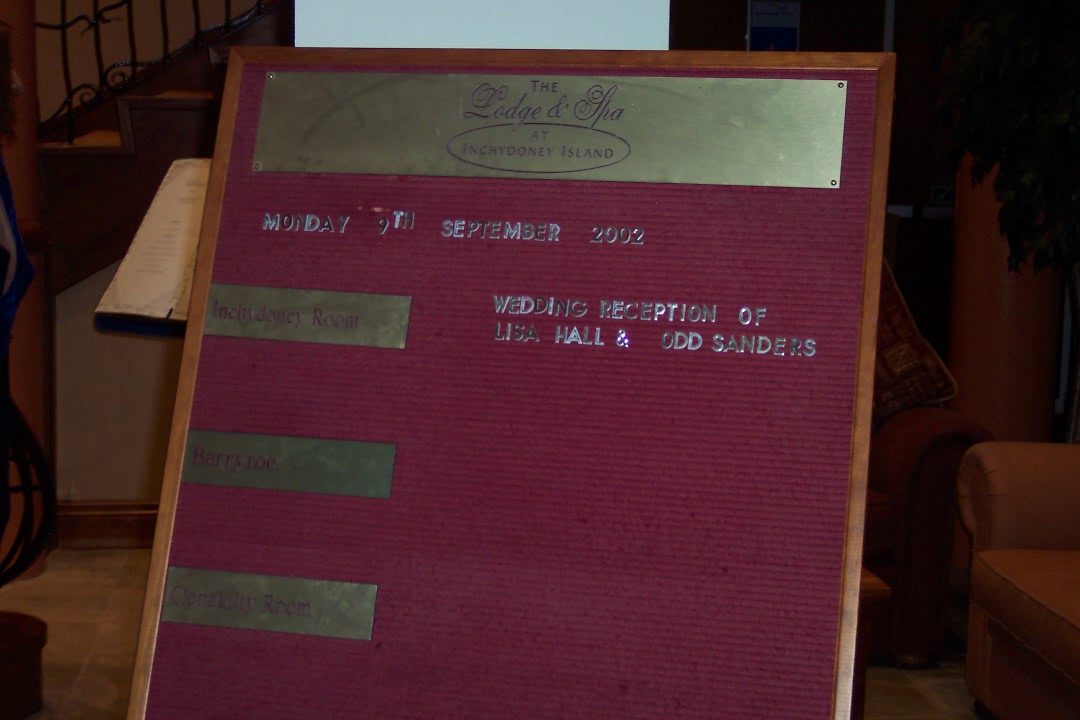 THE
Lodge & Spa
AT
INCHYDONEY ISLAND
MONDAY 9TH SEPTEMBER 2002
Inchydoney Room
WEDDING RECEPTION OF
LISA HALL & ODD SANDERS
Barryroe
Clonakilty Room